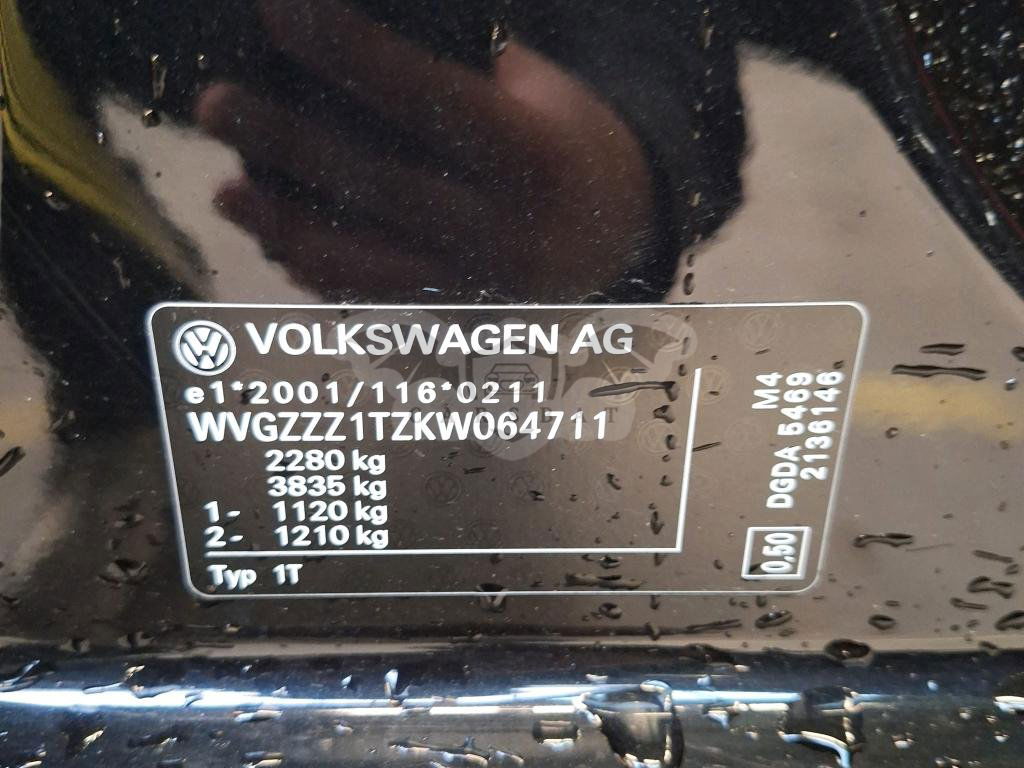 VOLKSWAGEN AG
e1*2001/116*0211
WVGZZZ1TZKW064711
2280 kg
3835 kg
1- 1120 kg
2- 1210 kg
Typ 1T
M4
DGDA 5469
2136146
0,50